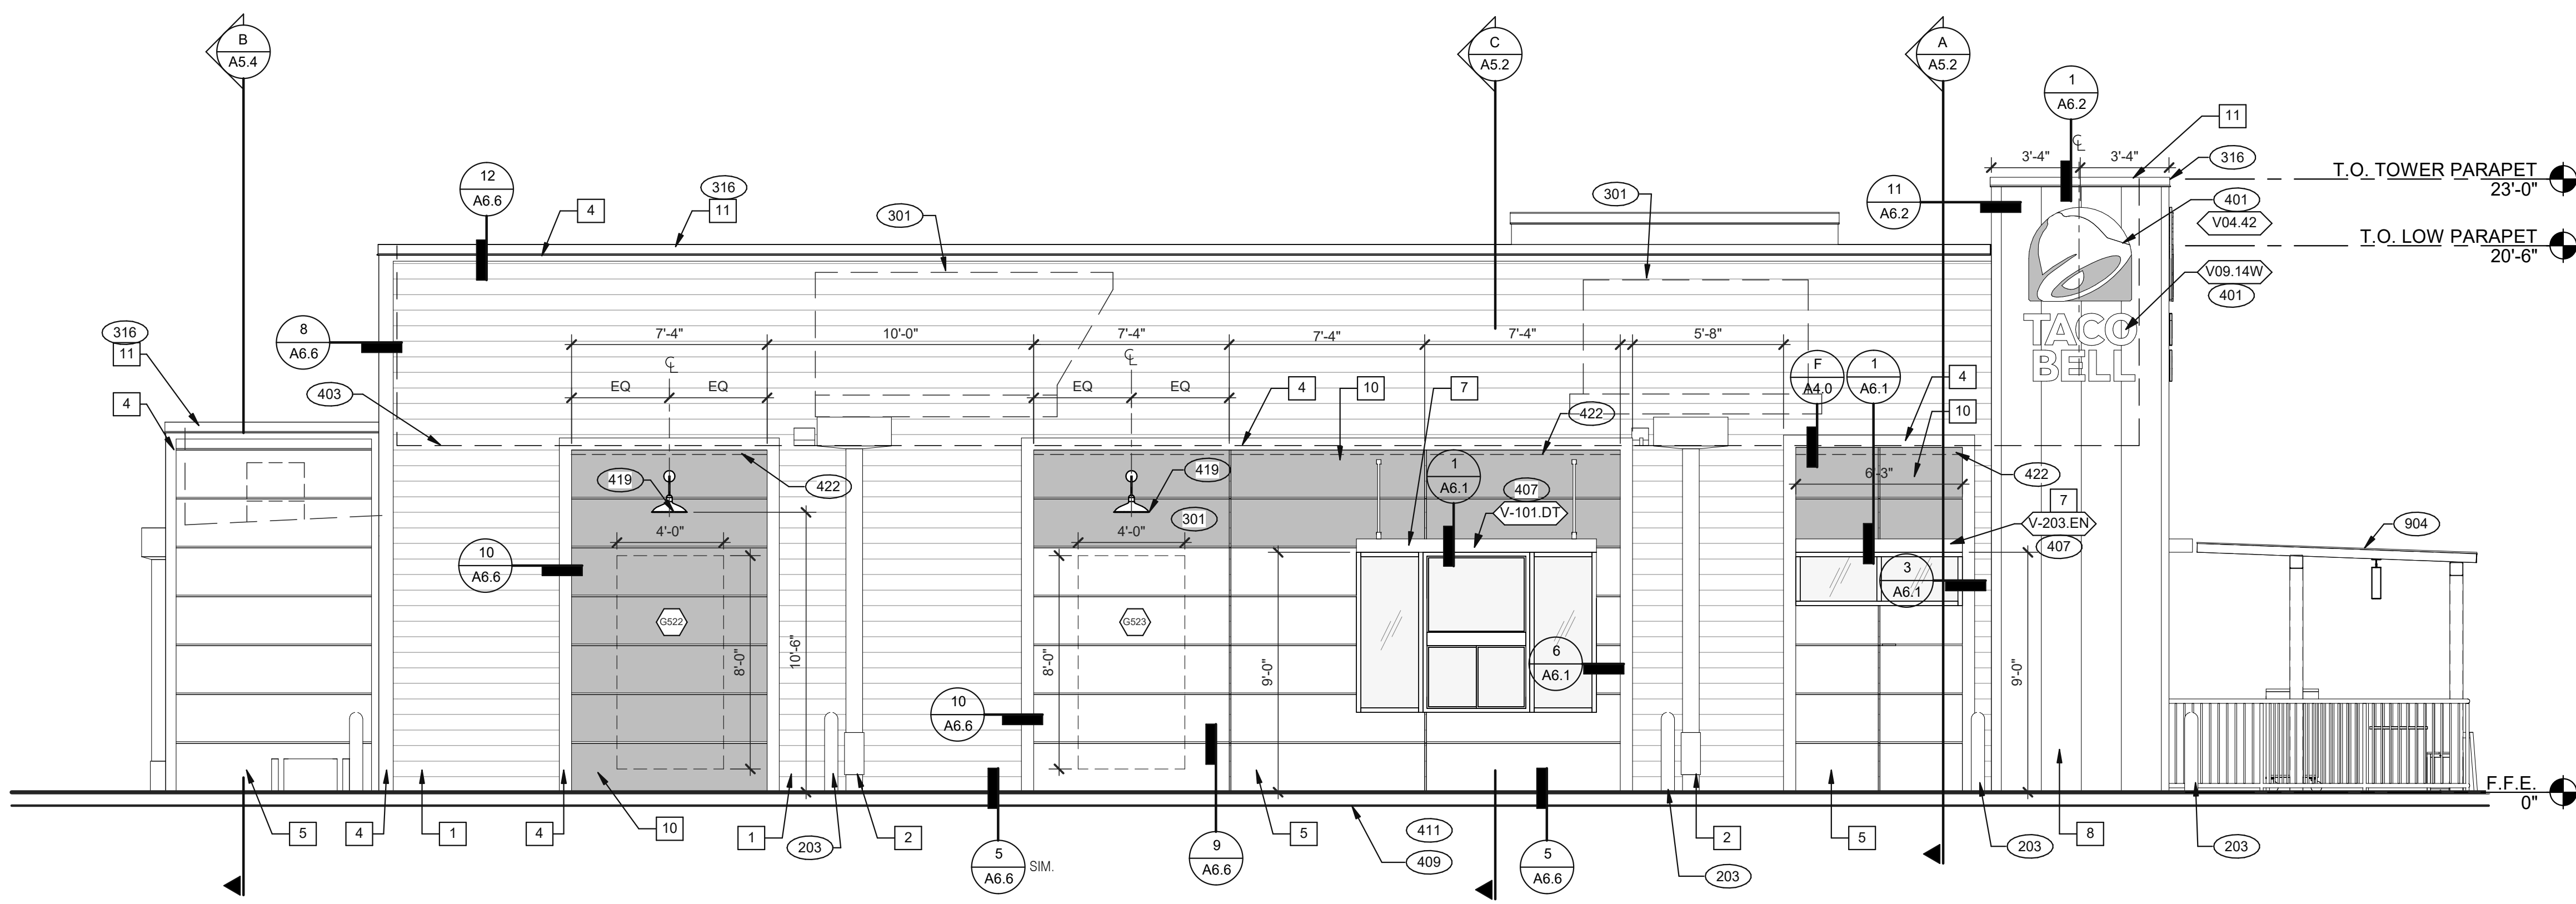 B
A5.4
C
A5.2
A
A5.2
1
A6.2
11
℄
3'-4"
3'-4"
316
T.O. TOWER PARAPET
23'-0"
12
A6.6
4
316
11
301
301
11
A6.2
401
V04.42
T.O. LOW PARAPET
20'-6"
V09.14W
401
TACO
BELL
8
A6.6
316
11
4
403
7'-4"
10'-0"
7'-4"
7'-4"
7'-4"
5'-8"
℄
℄
EQ
EQ
EQ
EQ
4
10
7
422
F
A4.0
1
A6.1
4
10
419
422
419
301
1
A6.1
407
V-101.DT
6'-3"
422
7
V-203.EN
407
904
4'-0"
4'-0"
10
A6.6
3
A6.1
G522
G523
8'-0"
10'-6"
8'-0"
9'-0"
6
A6.1
9'-0"
10
A6.6
F.F.E.
0"
5
4
1
4
10
1
203
2
5
A6.6
SIM.
9
A6.6
5
411
409
5
A6.6
203
2
5
203
8
203